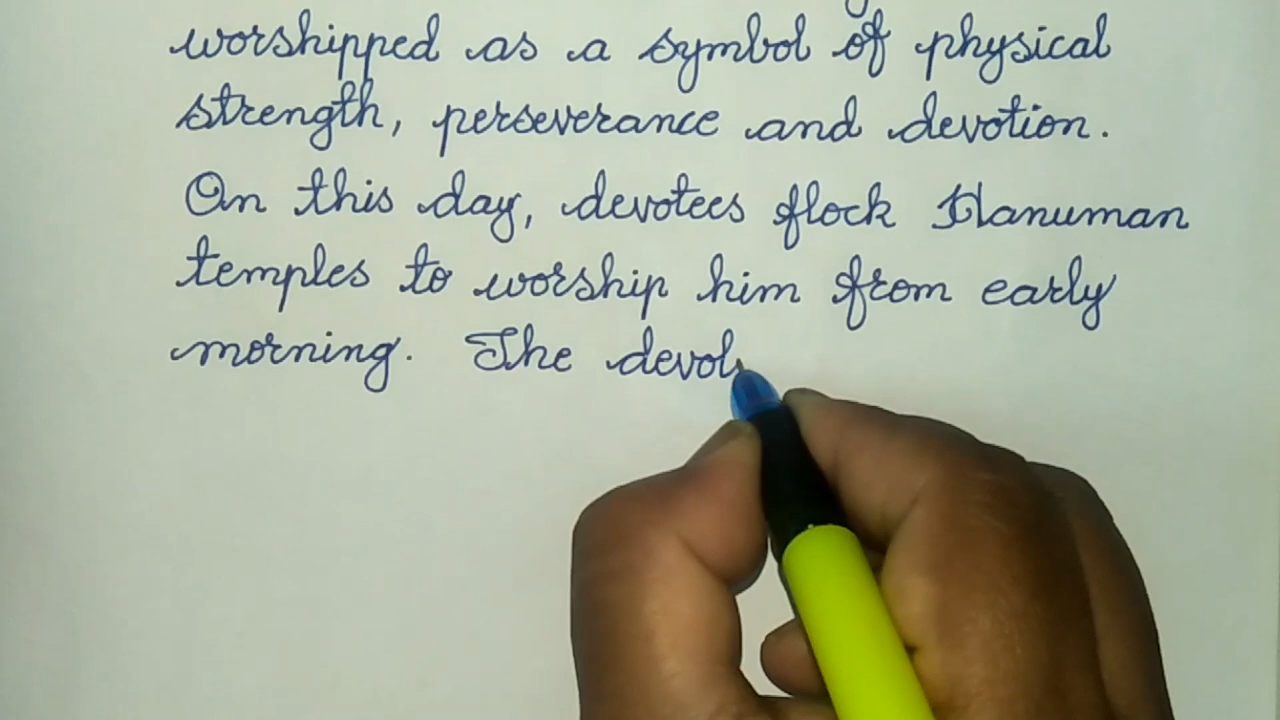 worshipped as a symbol of physical
strength, perseverance and devotion.
On this day, devotees flock Hanuman
temples to worship him from early
morning. The